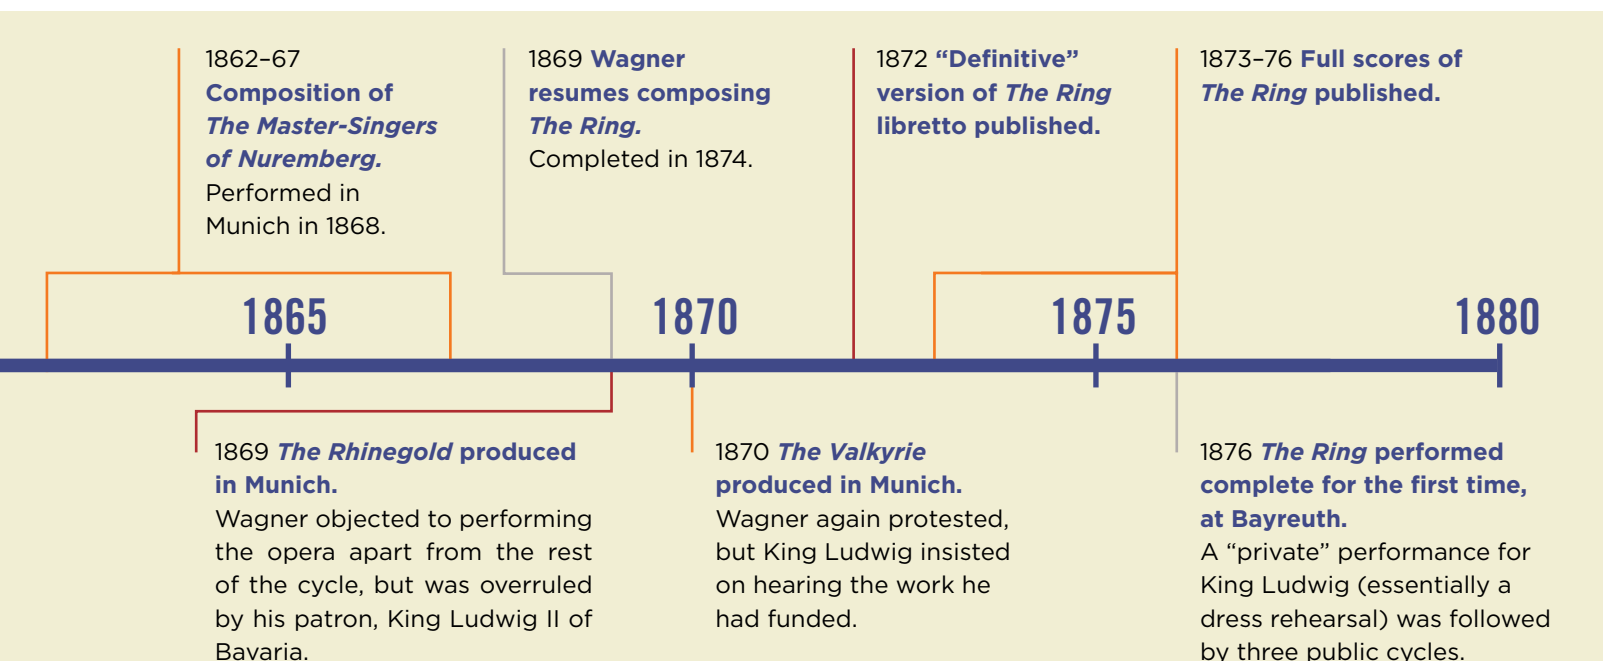 1862–67
Composition of
The Master-Singers
of Nuremberg.
Performed in
Munich in 1868.
1869 Wagner
resumes composing
The Ring.
Completed in 1874.
1872 “Definitive”
version of The Ring
libretto published.
1873–76 Full scores of
The Ring published.
1865
1870
1875
1880
1869 The Rhinegold produced
in Munich.
Wagner objected to performing
the opera apart from the rest
of the cycle, but was overruled
by his patron, King Ludwig II of
Bavaria.
1870 The Valkyrie
produced in Munich.
Wagner again protested,
but King Ludwig insisted
on hearing the work he
had funded.
1876 The Ring performed
complete for the first time,
at Bayreuth.
A “private” performance for
King Ludwig (essentially a
dress rehearsal) was followed
by three public cycles.